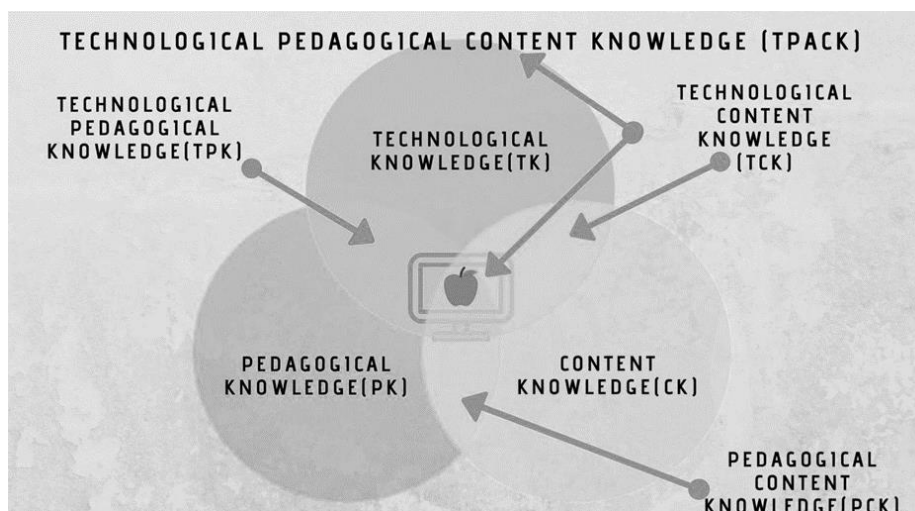 TECHNOLOGICAL PEDAGOGICAL CONTENT KNOWLEDGE (TPACK)
TECHNOLOGICAL
PEDAGOGICAL
KNOWLEDGE(TPK)
TECHNOLOGICAL
KNOWLEDGE(TK)
TECHNOLOGICAL
CONTENT
KNOWLEDGE
(TCK)
PEDAGOGICAL
KNOWLEDGE(PK)
CONTENT
KNOWLEDGE(CK)
PEDAGOGICAL
CONTENT
KNOWLEDGE(PCK)